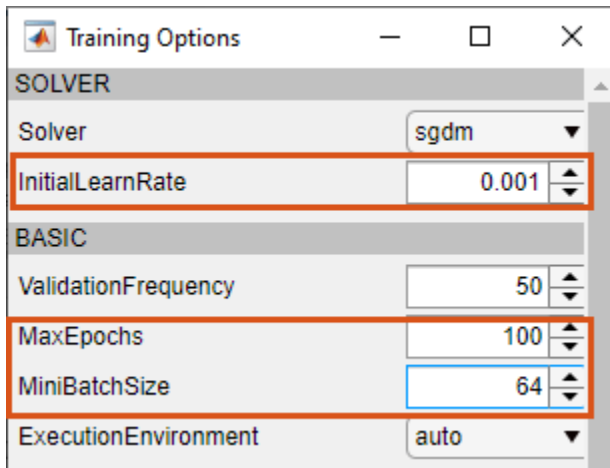 Training Options
SOLVER
Solver sgdm
InitialLearnRate 0.001
BASIC
ValidationFrequency 50
MaxEpochs 100
MiniBatchSize 64
ExecutionEnvironment auto